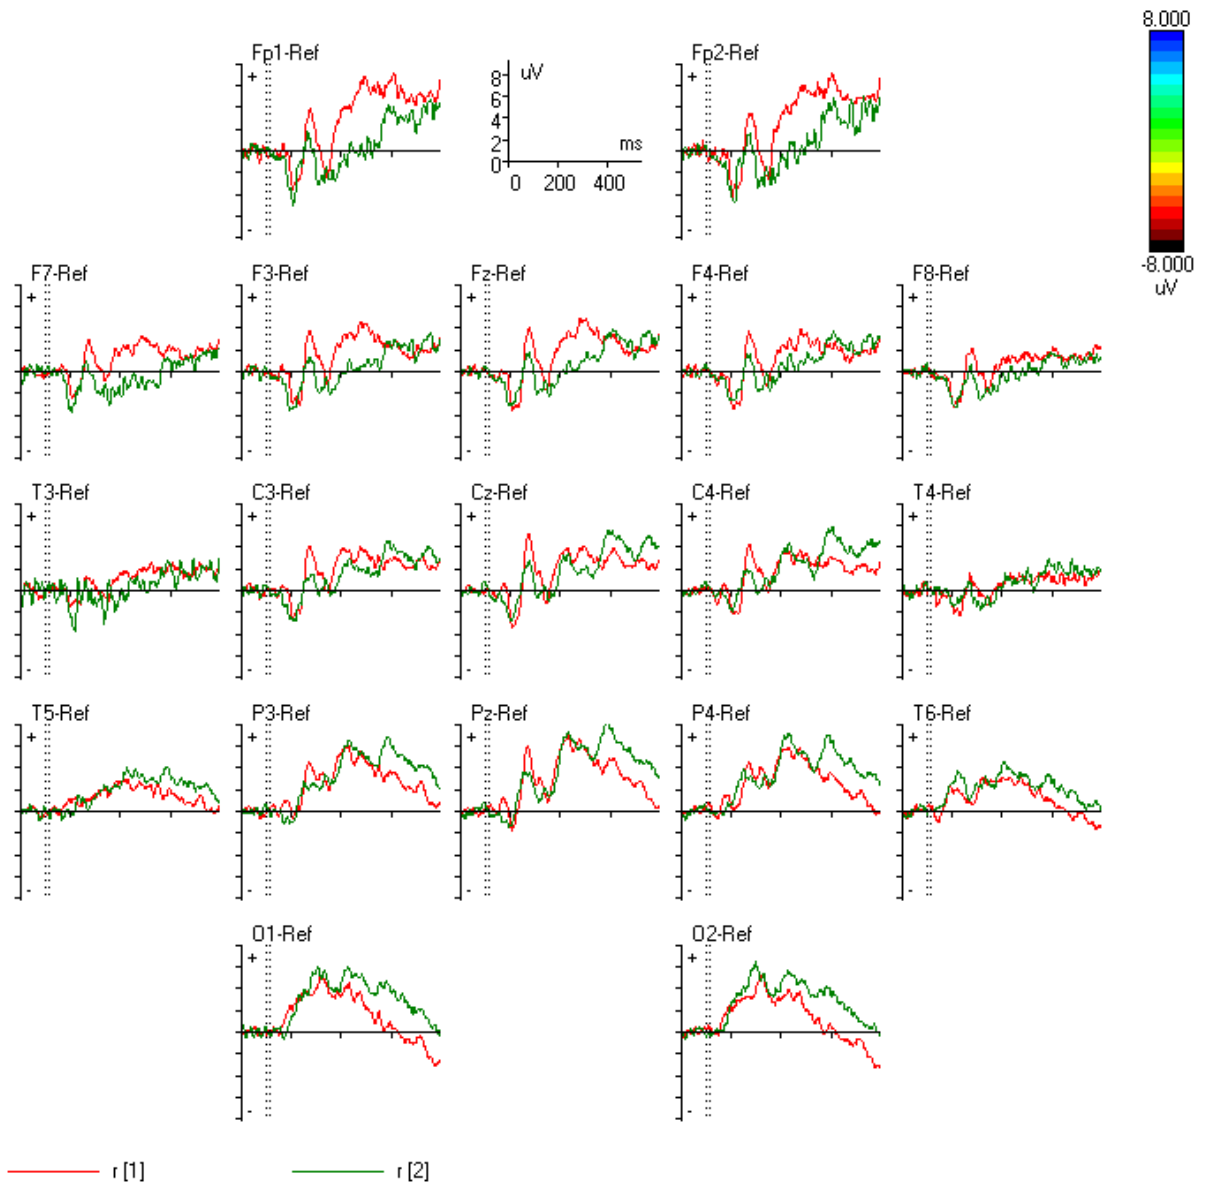 8.000
Fp1-Ref
Fp2-Ref
+
8
uV
+
6
4
ms
2
0
0 200 400
-
-
-8.000
uV
F7-Ref
F3-Ref
Fz-Ref
F4-Ref
F8-Ref
+
+
+
+
+
-
-
-
-
-
T3-Ref
C3-Ref
Cz-Ref
C4-Ref
T4-Ref
+
+
+
+
+
-
-
-
-
-
T5-Ref
P3-Ref
Pz-Ref
P4-Ref
T6-Ref
+
+
+
+
+
-
-
-
-
-
O1-Ref
O2-Ref
+
+
-
-
r [1]
r [2]